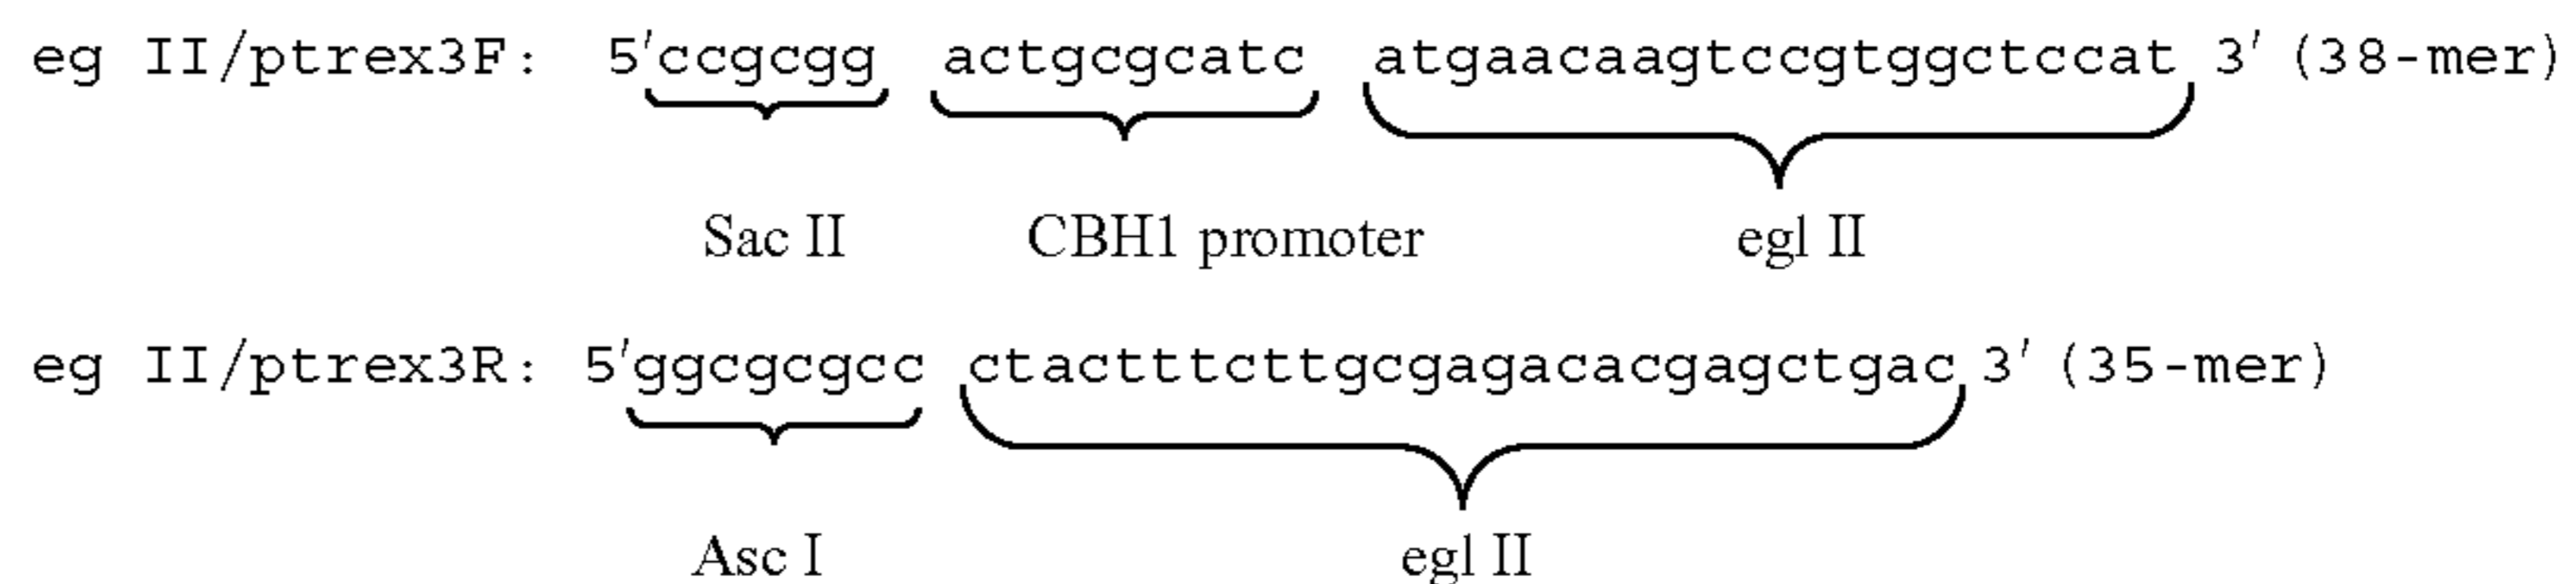 eg II/ptrex3F: 5'ccgcgg actgcgcatc atgaacaagtccgtggctccat 3' (38-mer)
Sac II CBH1 promoter egl II
eg II/ptrex3R: 5'ggcgcgcc ctactttcttgcgagacacgagctgac 3' (35-mer)
Asc I egl II